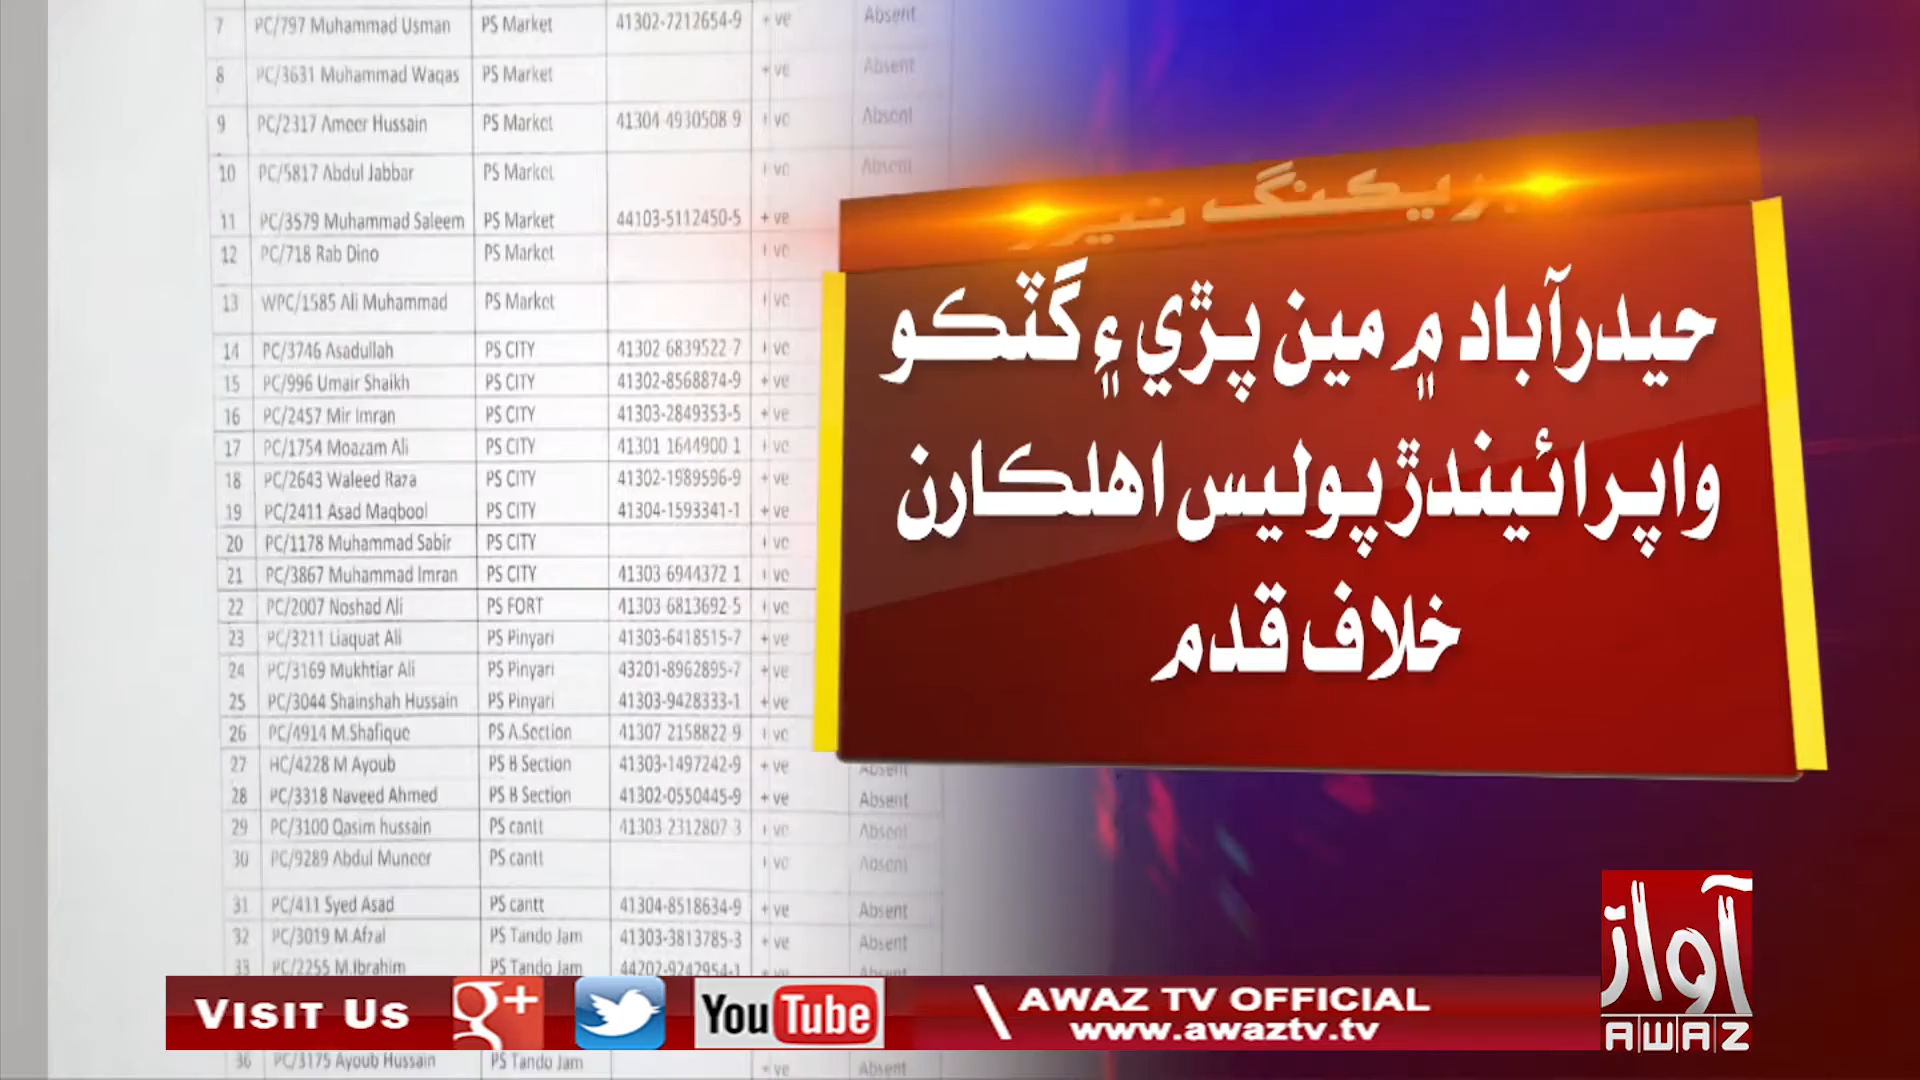 7 PC/797 Muhammad Usman PS Market 41302-7212654-9 +ve Absent
8 PC/3631 Muhammad Waqas PS Market +ve Absent
9 PC/2317 Ameer Hussain PS Market 41304-4930508-9 +ve Absent
10 PC/5817 Abdul Jabbar PS Market +ve Absent
11 PC/3579 Muhammad Saleem PS Market 44103-5112450-5 +ve
12 PC/718 Rab Dino PS Market +ve
13 WPC/1585 Ali Muhammad PS Market +ve
14 PC/3746 Asadullah PS CITY 41302-6839522-7 +ve
15 PC/996 Umair Shaikh PS CITY 41302-8568874-9 +ve
16 PC/2457 Mir Imran PS CITY 41303-2849353-5 +ve
17 PC/1754 Moazam Ali PS CITY 41301-1644900-1 +ve
18 PC/2643 Waleed Raza PS CITY 41302-1989596-9 +ve
19 PC/2411 Asad Maqbool PS CITY 41304-1593341-1 +ve
20 PC/1178 Muhammad Sabir PS CITY +ve
21 PC/3867 Muhammad Imran PS CITY 41303-6944372-1 +ve
22 PC/2007 Noshad Ali PS FORT 41303-6813692-5 +ve
23 PC/3211 Liaquat Ali PS Pinyari 41303-6418515-7 +ve
24 PC/3169 Mukhtiar Ali PS Pinyari 43201-8962895-7 +ve
25 PC/3044 Shainshah Hussain PS Pinyari 41303-9428333-1 +ve
26 PC/4914 M.Shafique PS A.Section 41307-2158822-9 +ve
27 HC/4228 M Ayoub PS B Section 41303-1497242-9 +ve Absent
28 PC/3318 Naveed Ahmed PS B Section 41302-0550445-9 +ve Absent
29 PC/3100 Qasim hussain PS cantt 41303-2312807-3 +ve Absent
30 PC/9289 Abdul Muneer PS cantt +ve Absent
31 PC/411 Syed Asad PS cantt 41304-8518634-9 +ve Absent
32 PC/3019 M.Afzal PS Tando Jam 41303-3813785-3 +ve Absent
33 PC/2255 M.Ibrahim PS Tando Jam 44202-9242954-1 +ve Absent
36 PC/3175 Ayoub Hussain PS Tando Jam +ve Absent
بريڪنگ نيوز
حيدرآباد ۾ مين پڙي ۽ گٽڪو
واپرائيندڙ پوليس اهلڪارن
خلاف قدم
آواز
AWAZ
VISIT US g+ You Tube
AWAZ TV OFFICIAL
www.awaztv.tv